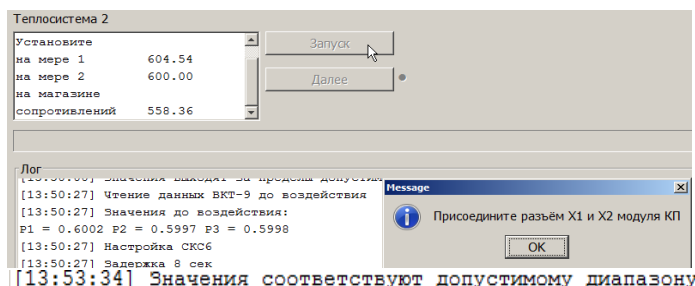 Теплосистема 2
Установите
на мере 1 604.54
на мере 2 600.00
на магазине
сопротивлений 558.36
Запуск
Далее
Лог
[13:50:27] Чтение данных ВКТ-9 до воздействия
[13:50:27] Значения до воздействия:
P1 = 0.6002 P2 = 0.5997 P3 = 0.5998
[13:50:27] Настройка СКС6
[13:50:27] Задержка 8 сек
Message
Присоедините разъём X1 и X2 модуля КП
OK
[13:53:34] Значения соответствуют допустимому диапазону